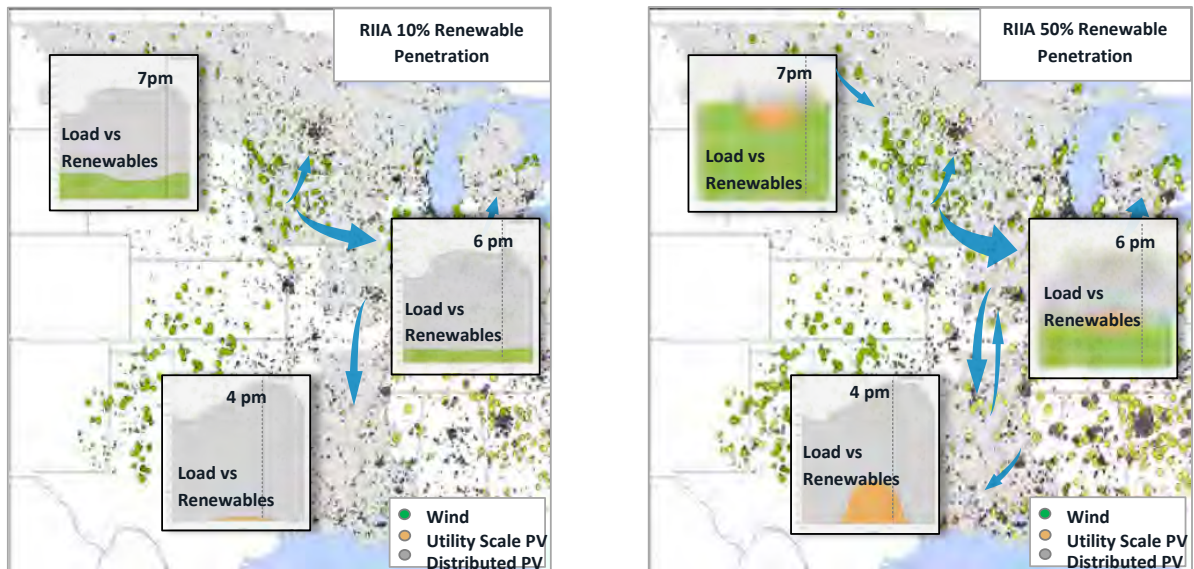 RIIA 10% Renewable
Penetration
7pm
Load vs
Renewables
6 pm
Load vs
Renewables
4 pm
Load vs
Renewables
Wind
Utility Scale PV
Distributed PV
RIIA 50% Renewable
Penetration
7pm
Load vs
Renewables
6 pm
Load vs
Renewables
4 pm
Load vs
Renewables
Wind
Utility Scale PV
Distributed PV